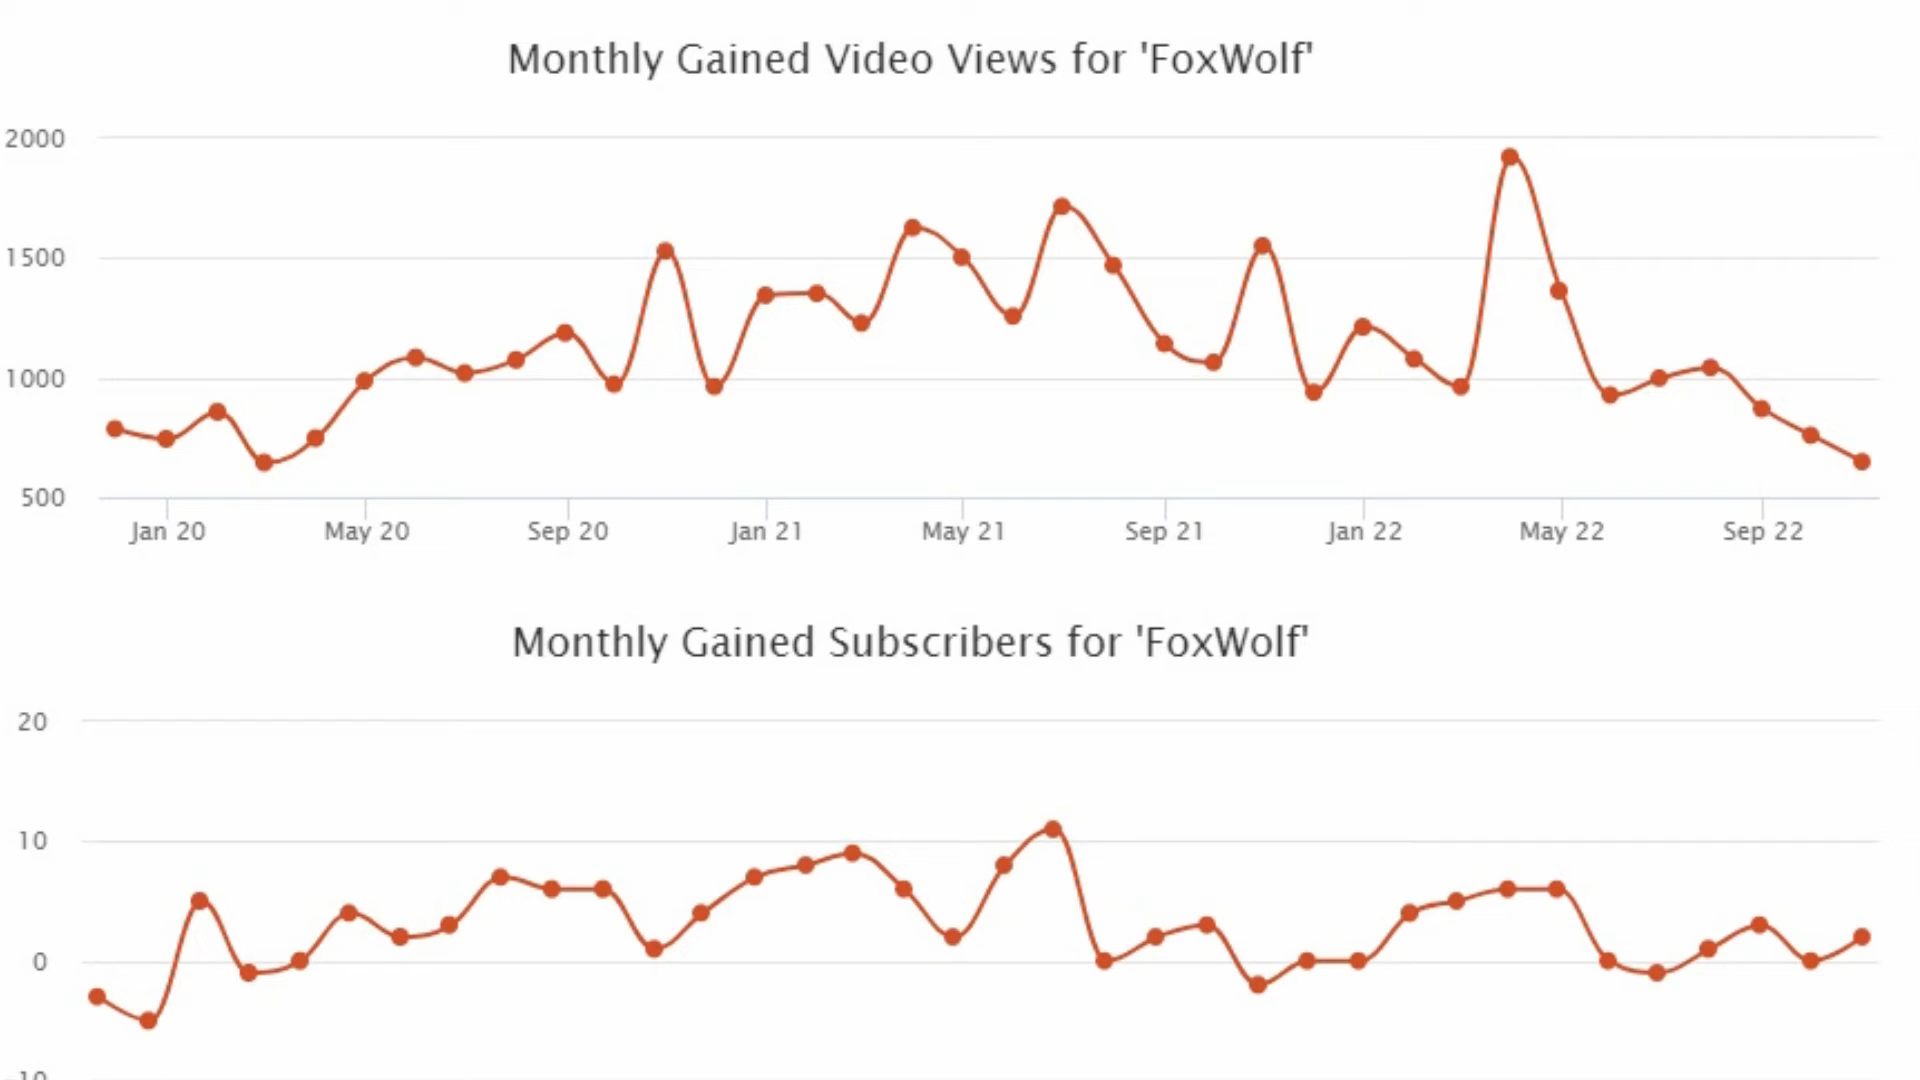 Monthly Gained Video Views for 'FoxWolf'
2000
1500
1000
500
Jan 20 May 20 Sep 20 Jan 21 May 21 Sep 21 Jan 22 May 22 Sep 22
Monthly Gained Subscribers for 'FoxWolf'
20
10
0
-10